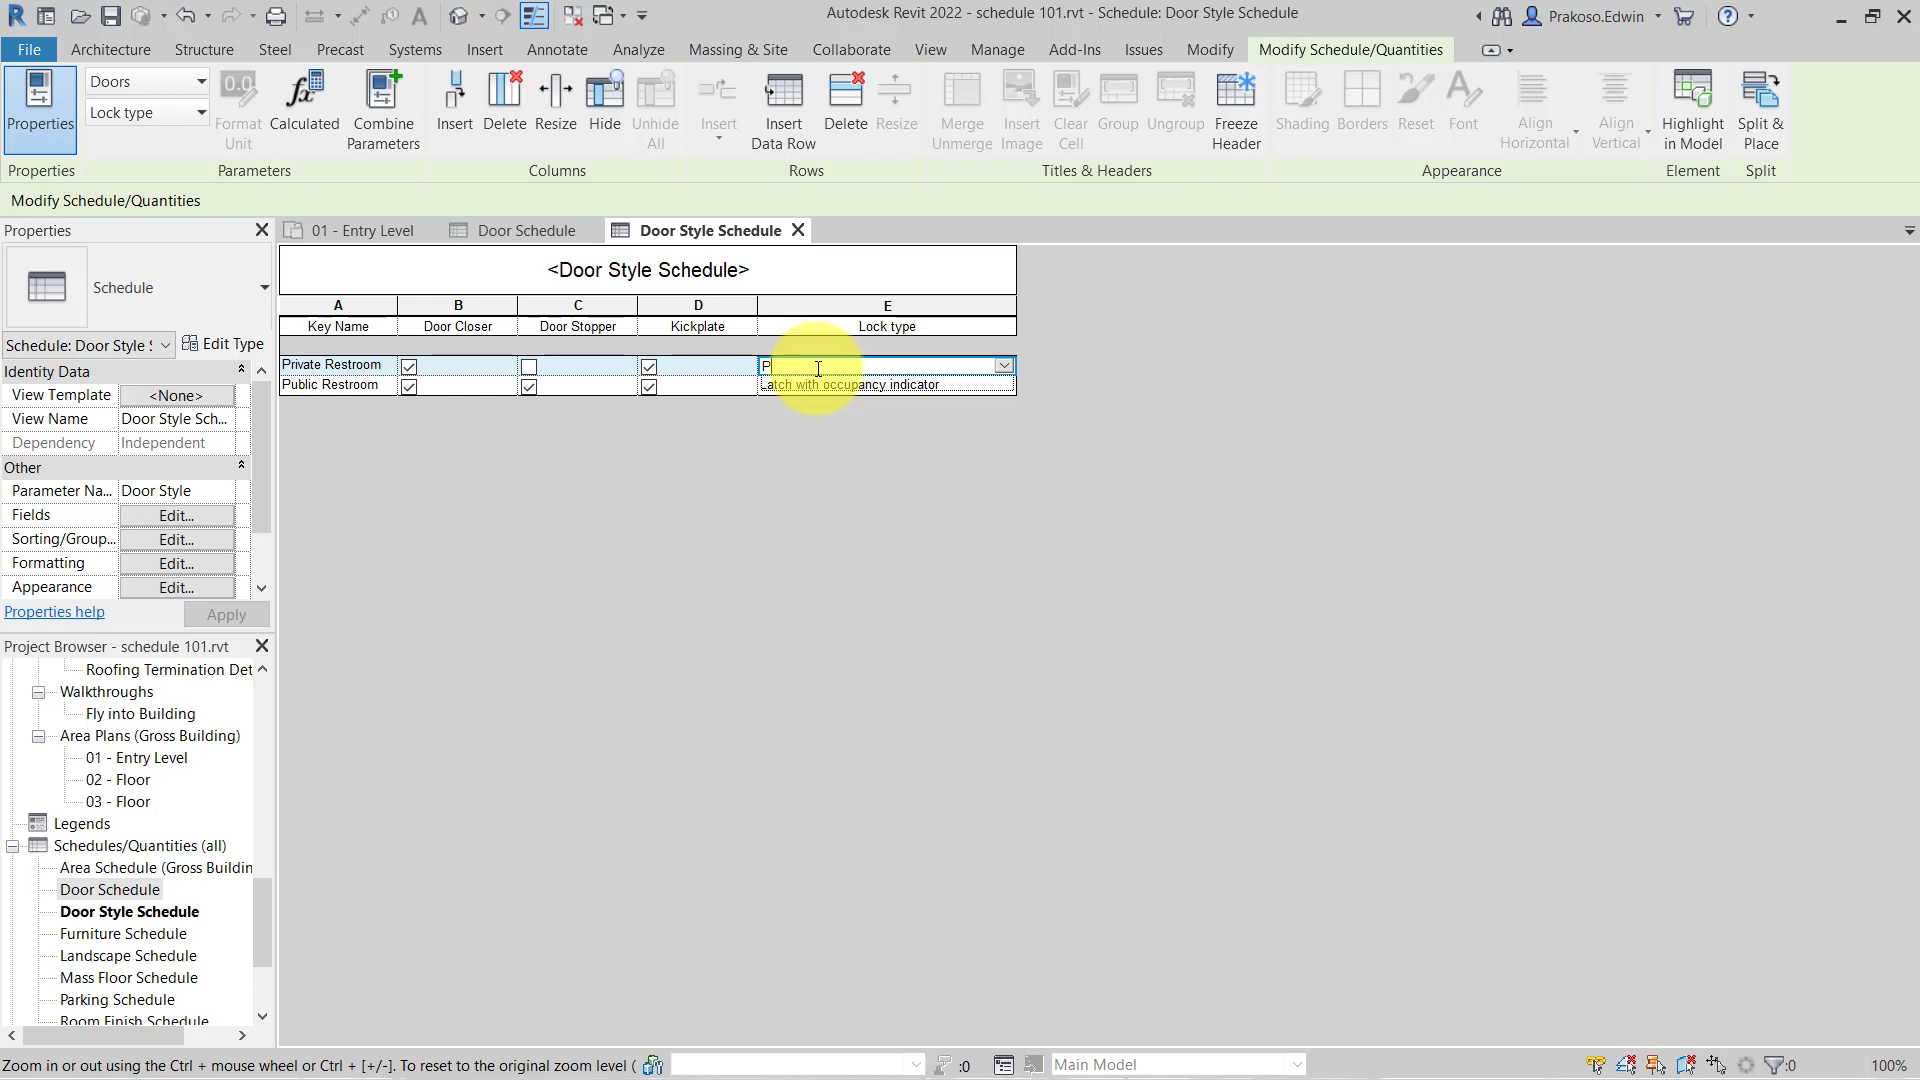 Autodesk Revit 2022 - schedule 101.rvt - Schedule: Door Style Schedule
Prakoso.Edwin
File Architecture Structure Steel Precast Systems Insert Annotate Analyze Massing & Site Collaborate View Manage Add-Ins Issues Modify Modify Schedule/Quantities
Properties
Doors
Lock type
Format Unit
Calculated
Combine Parameters
Insert
Delete
Resize
Hide
Unhide All
Insert
Insert Data Row
Delete
Resize
Merge Unmerge
Insert Image
Clear Cell
Group
Ungroup
Freeze Header
Shading
Borders
Reset
Font
Align Horizontal
Align Vertical
Highlight in Model
Split & Place
Properties Parameters Columns Rows Titles & Headers Appearance Element Split
Modify Schedule/Quantities
Properties
01 - Entry Level
Door Schedule
Door Style Schedule
Schedule
Schedule: Door Style S
Edit Type
Identity Data
View Template <None>
View Name Door Style Sch...
Dependency Independent
Other
Parameter Na... Door Style
Fields Edit...
Sorting/Group... Edit...
Formatting Edit...
Appearance Edit...
Properties help
Apply
<Door Style Schedule>
A B C D E
Key Name Door Closer Door Stopper Kickplate Lock type
Private Restroom P
Public Restroom Latch with occupancy indicator
Project Browser - schedule 101.rvt
Roofing Termination Det
Walkthroughs
Fly into Building
Area Plans (Gross Building)
01 - Entry Level
02 - Floor
03 - Floor
Legends
Schedules/Quantities (all)
Area Schedule (Gross Buildin
Door Schedule
Door Style Schedule
Furniture Schedule
Landscape Schedule
Mass Floor Schedule
Parking Schedule
Room Finish Schedule
Zoom in or out using the Ctrl + mouse wheel or Ctrl + [+/-]. To reset to the original zoom level (
:0
Main Model
:0
100%